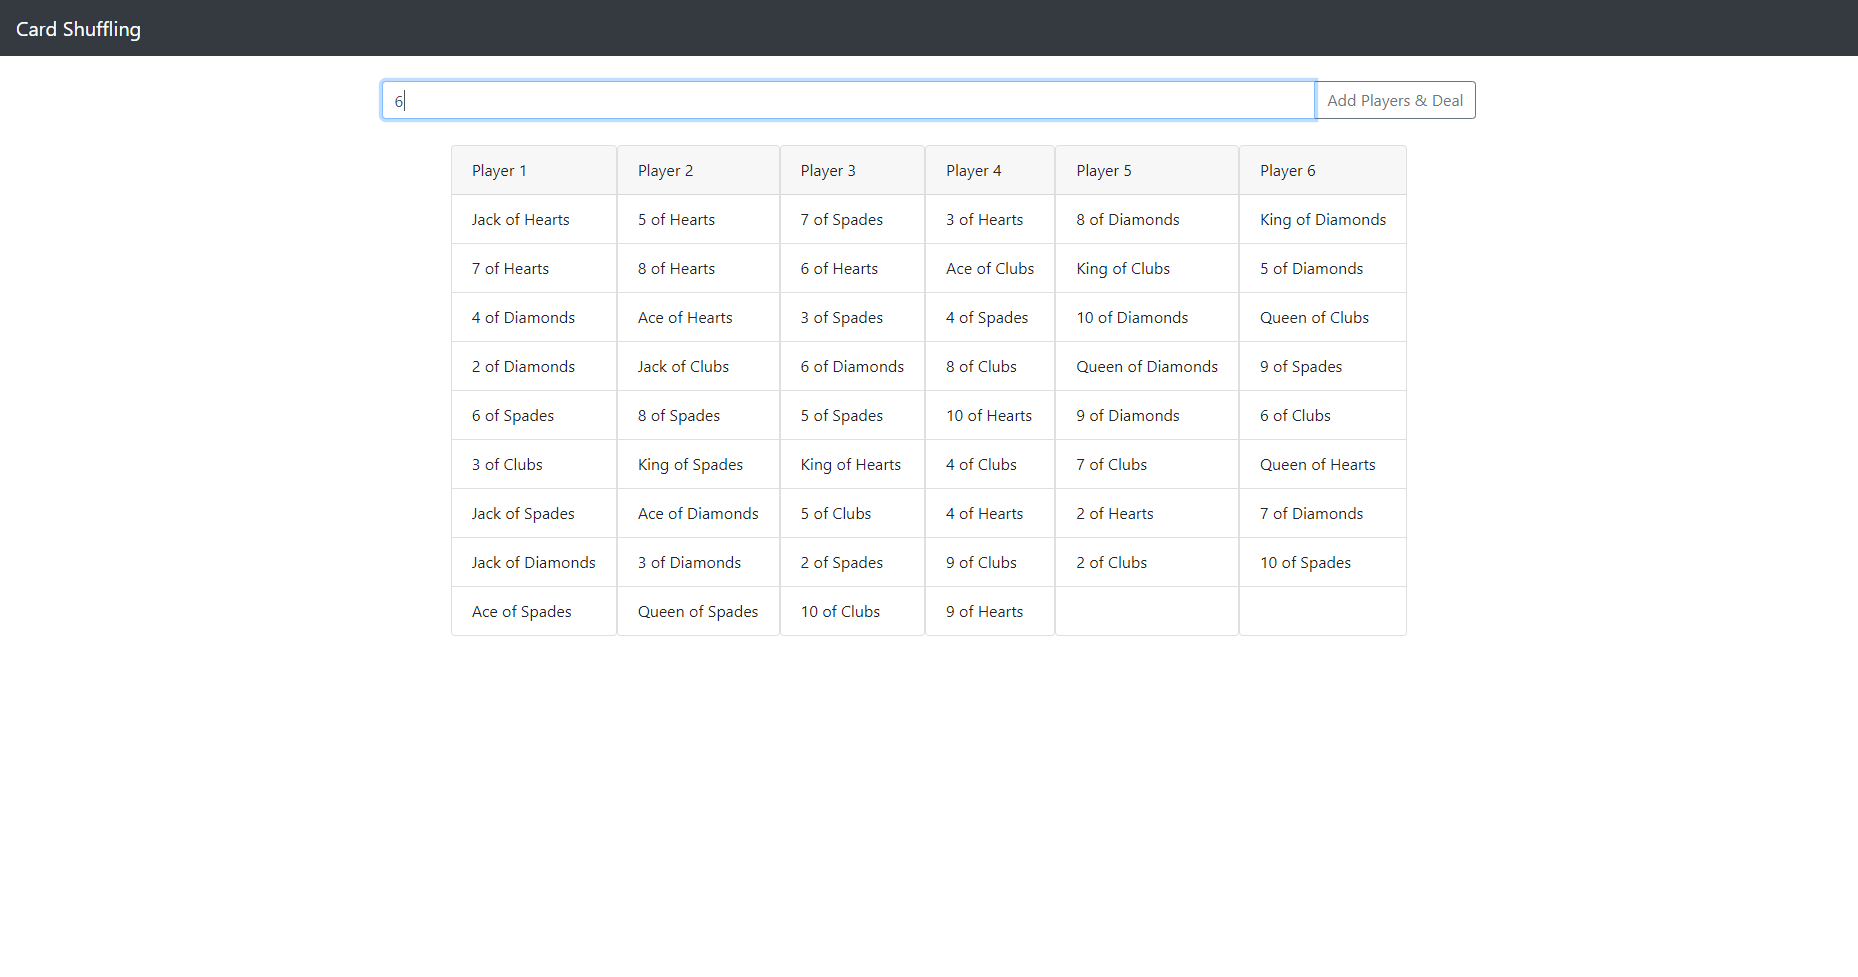 Card Shuffling
6 Add Players & Deal
Player 1 Player 2 Player 3 Player 4 Player 5 Player 6
Jack of Hearts 5 of Hearts 7 of Spades 3 of Hearts 8 of Diamonds King of Diamonds
7 of Hearts 8 of Hearts 6 of Hearts Ace of Clubs King of Clubs 5 of Diamonds
4 of Diamonds Ace of Hearts 3 of Spades 4 of Spades 10 of Diamonds Queen of Clubs
2 of Diamonds Jack of Clubs 6 of Diamonds 8 of Clubs Queen of Diamonds 9 of Spades
6 of Spades 8 of Spades 5 of Spades 10 of Hearts 9 of Diamonds 6 of Clubs
3 of Clubs King of Spades King of Hearts 4 of Clubs 7 of Clubs Queen of Hearts
Jack of Spades Ace of Diamonds 5 of Clubs 4 of Hearts 2 of Hearts 7 of Diamonds
Jack of Diamonds 3 of Diamonds 2 of Spades 9 of Clubs 2 of Clubs 10 of Spades
Ace of Spades Queen of Spades 10 of Clubs 9 of Hearts